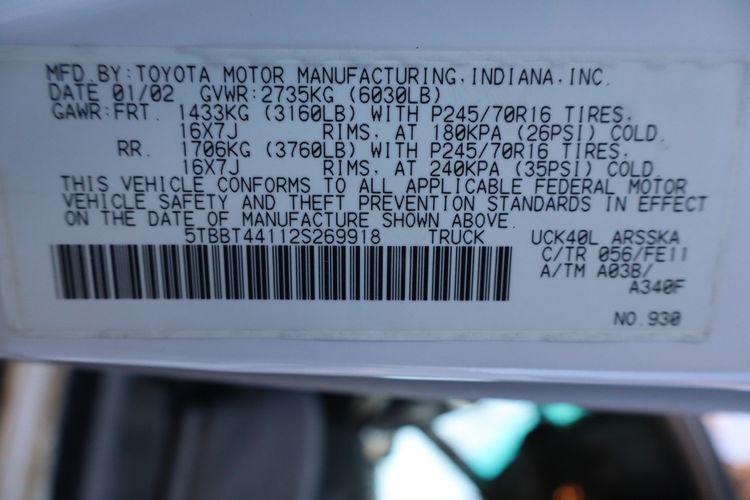 MFD.BY:TOYOTA MOTOR MANUFACTURING,INDIANA,INC.
DATE 01/02 GVWR:2735KG (6030LB)
GAWR:FRT. 1433KG (3160LB) WITH P245/70R16 TIRES,
16X7J RIMS, AT 180KPA (26PSI) COLD.
RR. 1706KG (3760LB) WITH P245/70R16 TIRES,
16X7J RIMS, AT 240KPA (35PSI) COLD.
THIS VEHICLE CONFORMS TO ALL APPLICABLE FEDERAL MOTOR
VEHICLE SAFETY AND THEFT PREVENTION STANDARDS IN EFFECT
ON THE DATE OF MANUFACTURE SHOWN ABOVE.
5TBBT44112S269918 TRUCK UCK40L ARSSKA
C/TR 056/FE11
A/TM A03B/
A340F
NO.930